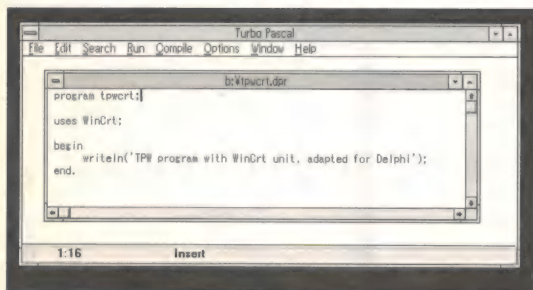 Turbo Pascal
File Edit Search Run Compile Options Window Help
b:¥tpwcrt.dpr
program tpwcrt;
uses WinCrt;
begin
writeln('TPW program with WinCrt unit, adapted for Delphi');
end.
1:16 Insert